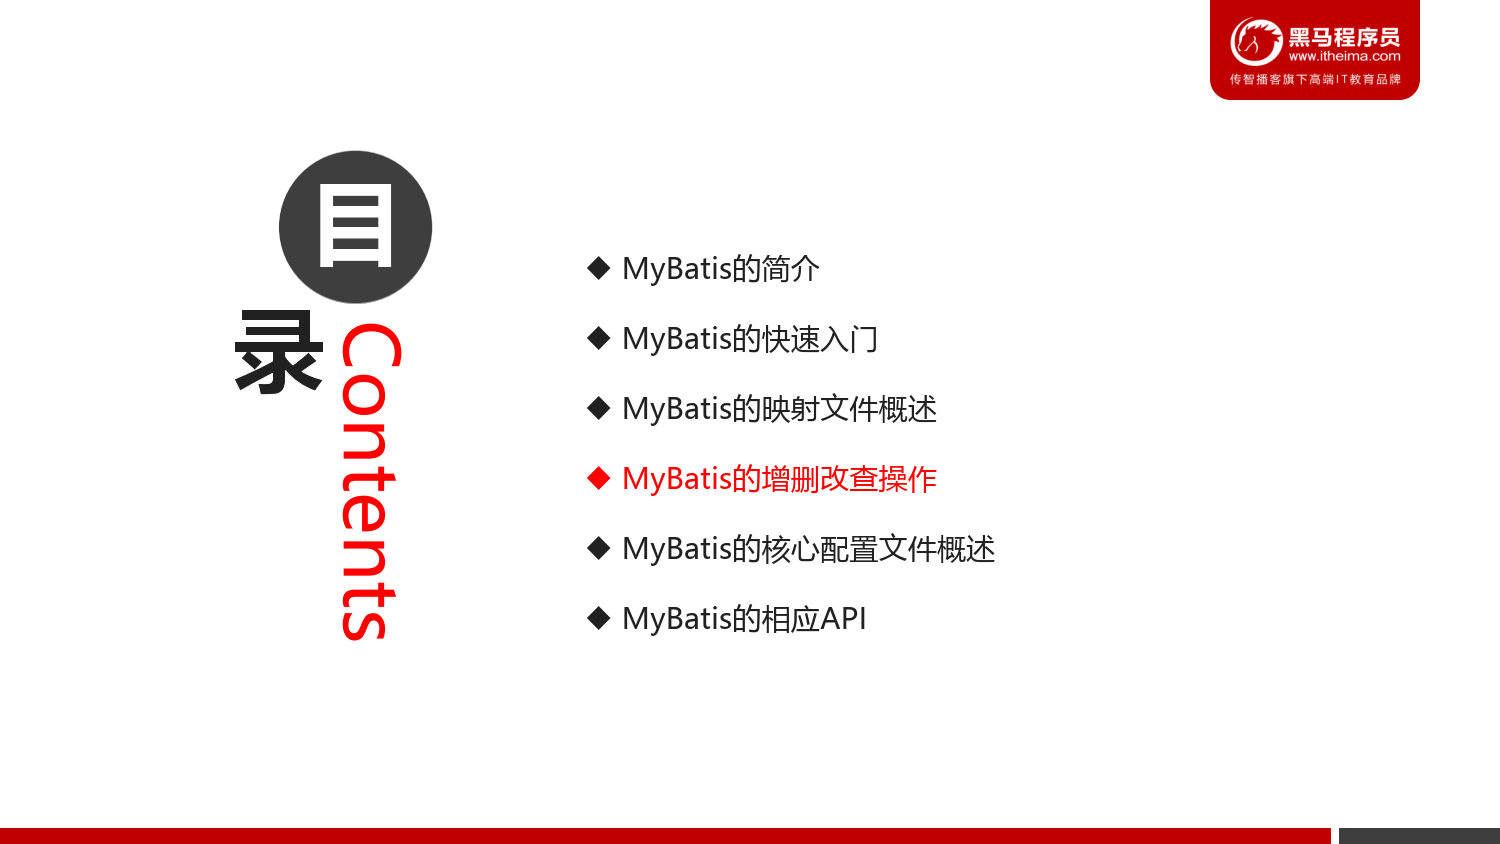 黑马程序员
www.itheima.com
传智播客旗下高端IT教育品牌
目录
Contents
◆ MyBatis的简介
◆ MyBatis的快速入门
◆ MyBatis的映射文件概述
◆ MyBatis的增删改查操作
◆ MyBatis的核心配置文件概述
◆ MyBatis的相应API